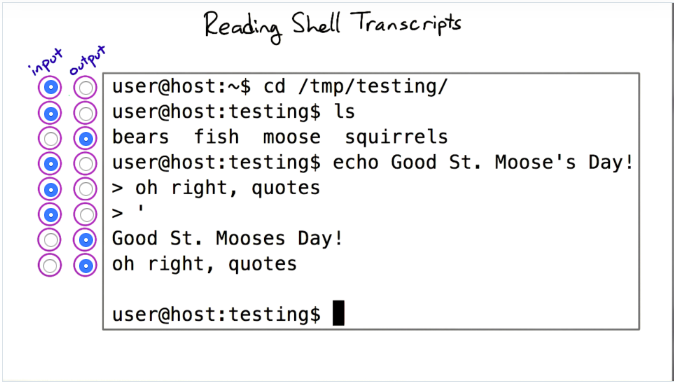 Reading Shell Transcripts
input output
user@host:~$ cd /tmp/testing/
user@host:testing$ ls
bears  fish  moose  squirrels
user@host:testing$ echo Good St. Moose's Day!
> oh right, quotes
> '
Good St. Mooses Day!
oh right, quotes
user@host:testing$